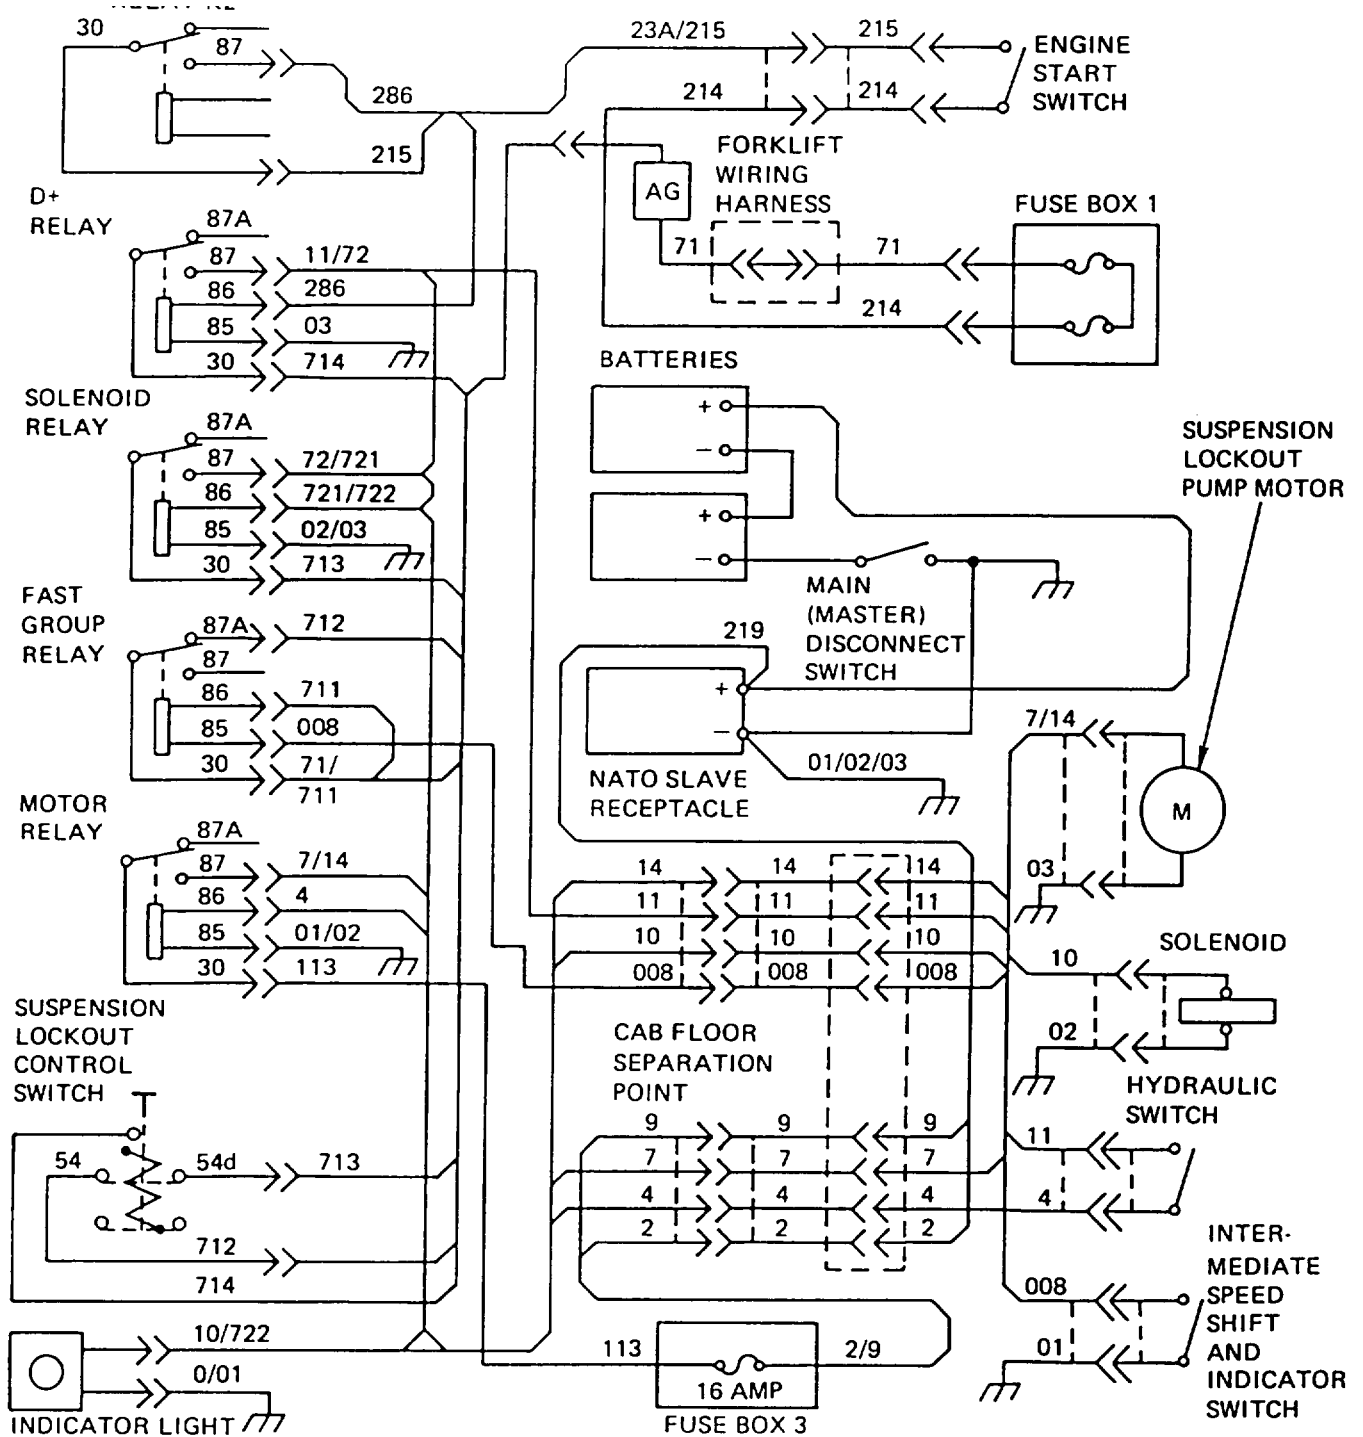 30
87
286
215
23A/215
215
214
214
ENGINE
START
SWITCH
D+
RELAY
87A
87
11/72
86
286
85
03
30
714
AG
FORKLIFT
WIRING
HARNESS
71
71
FUSE BOX 1
214
SOLENOID
RELAY
87A
87
72/721
86
721/722
85
02/03
30
713
BATTERIES
+
−
+
−
MAIN
(MASTER)
DISCONNECT
SWITCH
SUSPENSION
LOCKOUT
PUMP MOTOR
FAST
GROUP
RELAY
87A
712
87
86
711
85
008
30
71/
711
219
+
−
NATO SLAVE
RECEPTACLE
01/02/03
7/14
M
03
MOTOR
RELAY
87A
87
7/14
86
4
85
01/02
30
113
14
14
14
11
11
11
10
10
10
008
008
008
CAB FLOOR
SEPARATION
POINT
SOLENOID
10
02
SUSPENSION
LOCKOUT
CONTROL
SWITCH
54
54d
713
712
714
9
9
9
7
7
7
4
4
4
2
2
2
HYDRAULIC
SWITCH
11
4
INTER-
MEDIATE
SPEED
SHIFT
AND
INDICATOR
SWITCH
008
01
10/722
0/01
INDICATOR LIGHT
113
2/9
16 AMP
FUSE BOX 3